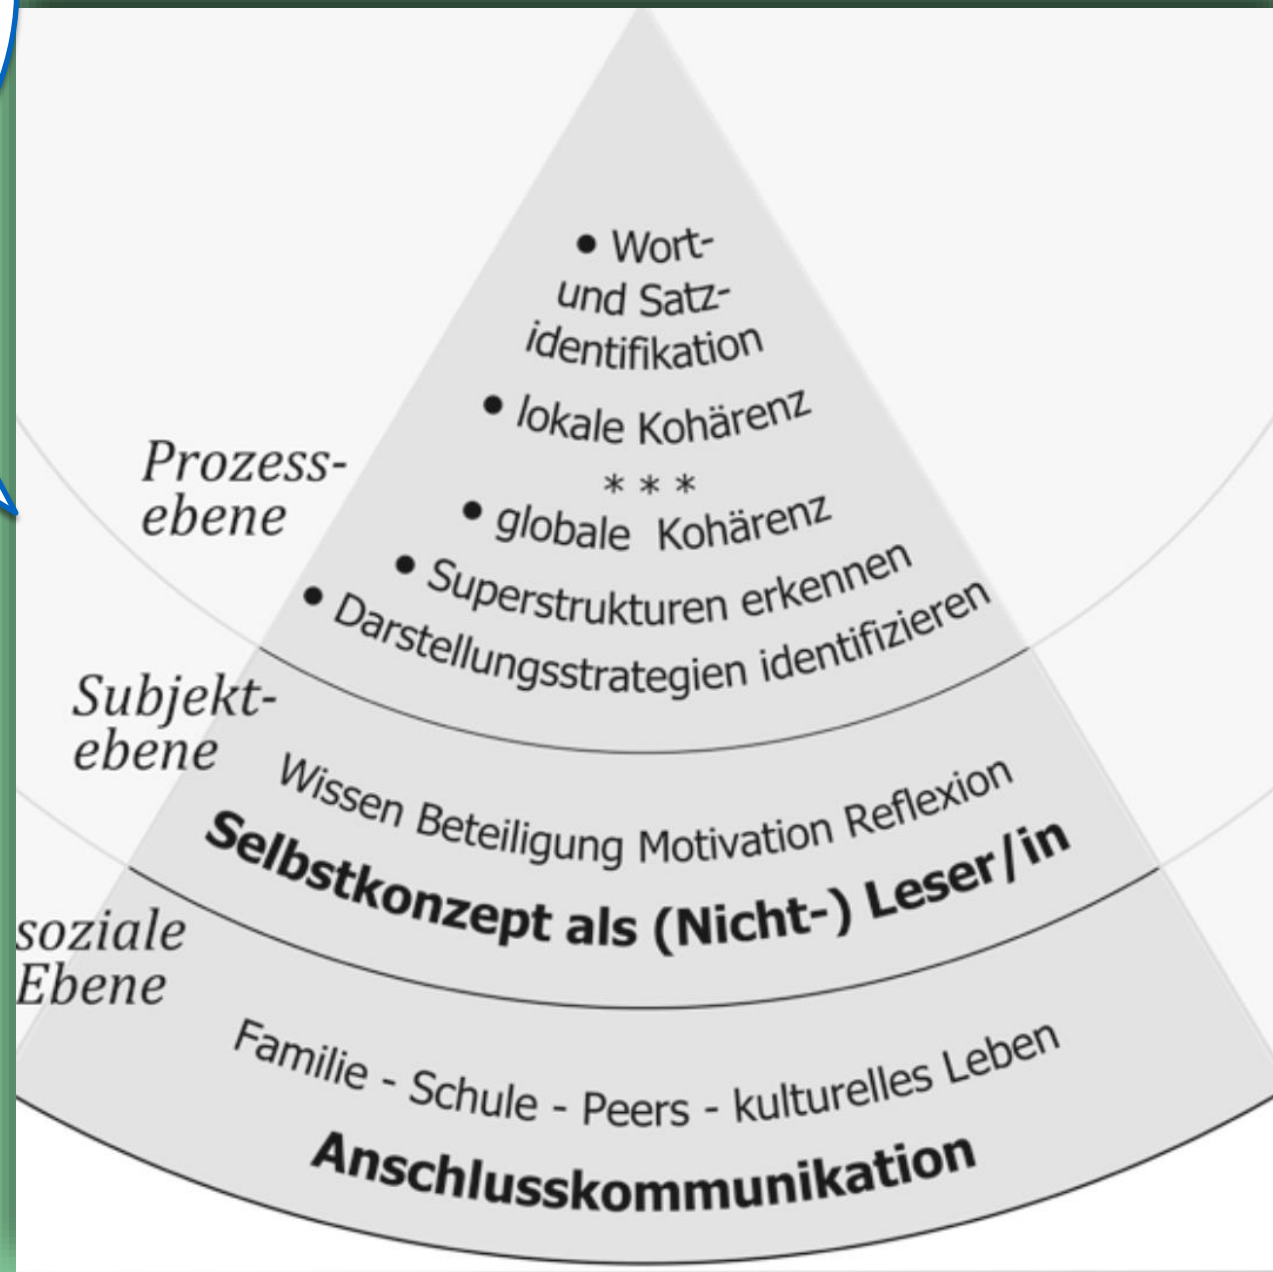 • Wort-
und Satz-
identifikation
• lokale Kohärenz
* * *
• globale Kohärenz
• Superstrukturen erkennen
• Darstellungsstrategien identifizieren
Prozess-
ebene
Subjekt-
ebene
Wissen Beteiligung Motivation Reflexion
Selbstkonzept als (Nicht-) Leser/in
soziale
Ebene
Familie - Schule - Peers - kulturelles Leben
Anschlusskommunikation